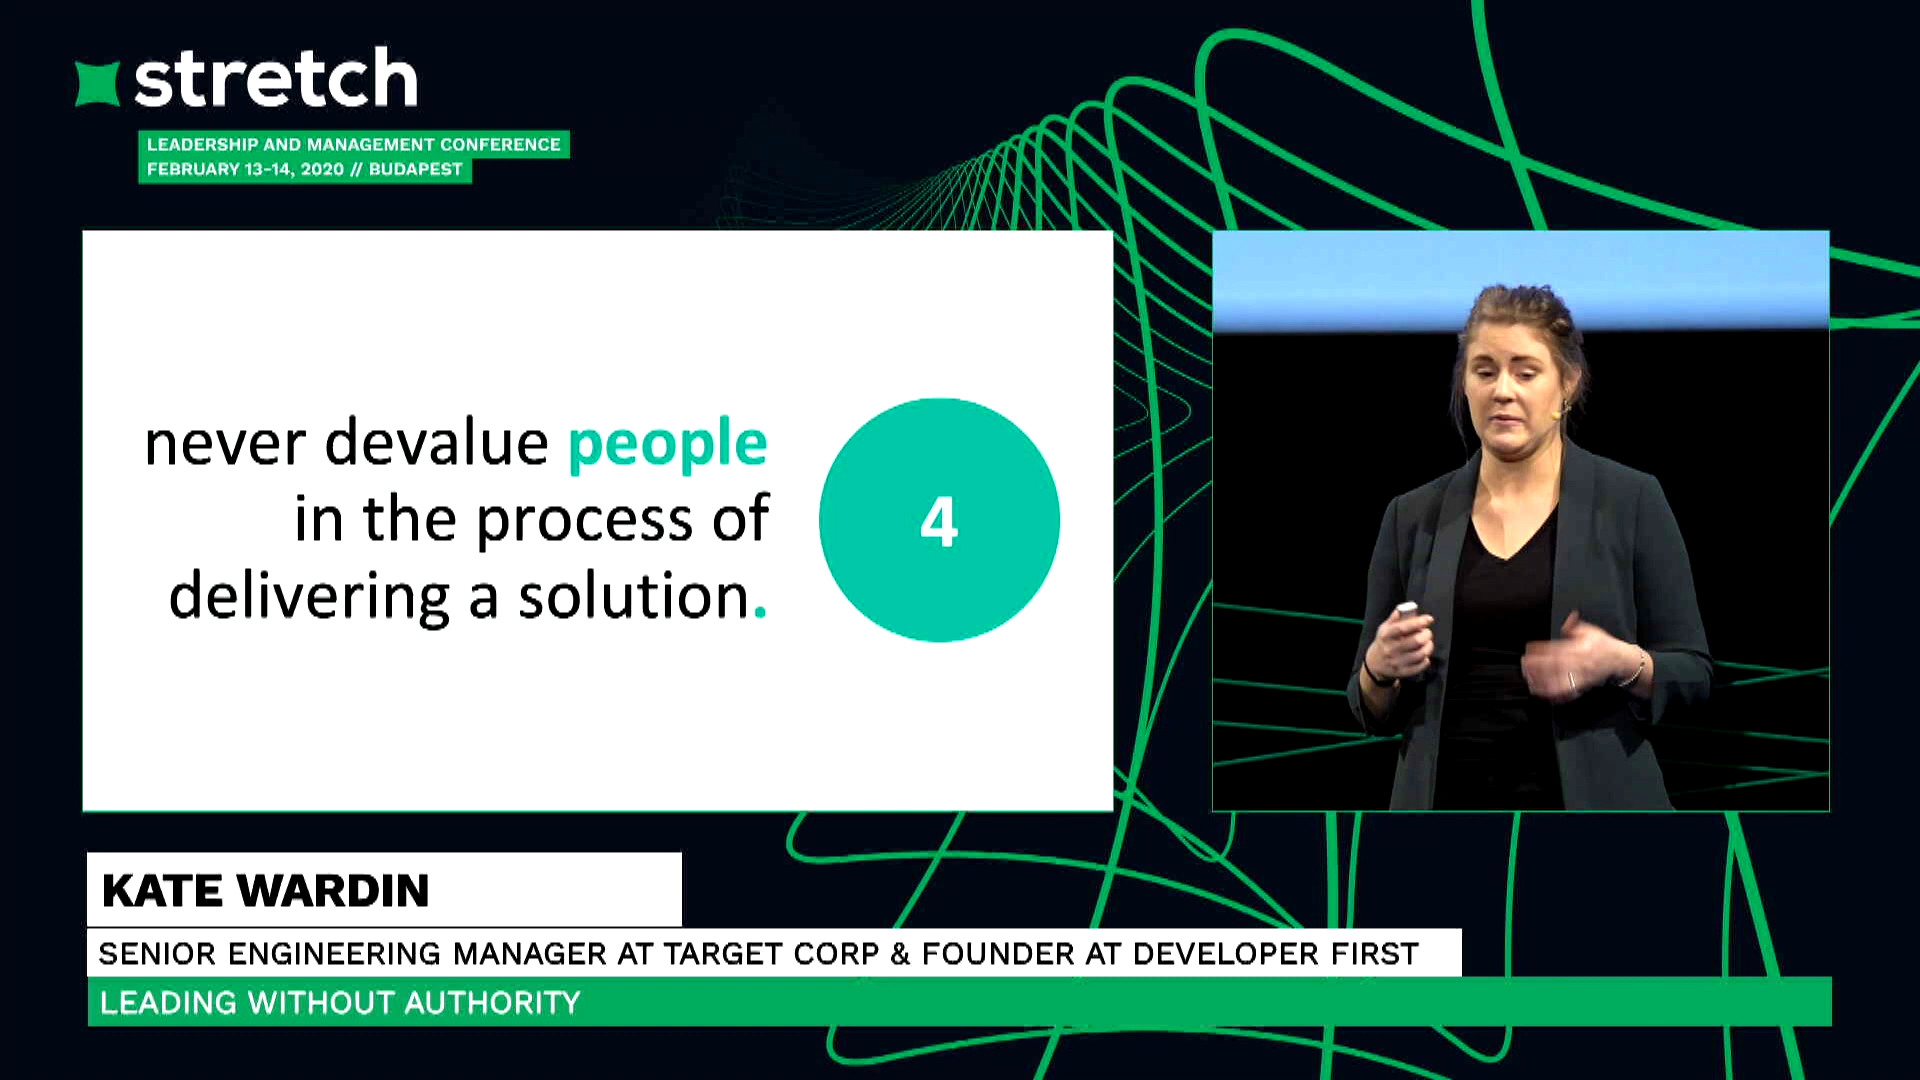 stretch
LEADERSHIP AND MANAGEMENT CONFERENCE
FEBRUARY 13-14, 2020 // BUDAPEST
never devalue people
in the process of
delivering a solution.
4
KATE WARDIN
SENIOR ENGINEERING MANAGER AT TARGET CORP & FOUNDER AT DEVELOPER FIRST
LEADING WITHOUT AUTHORITY